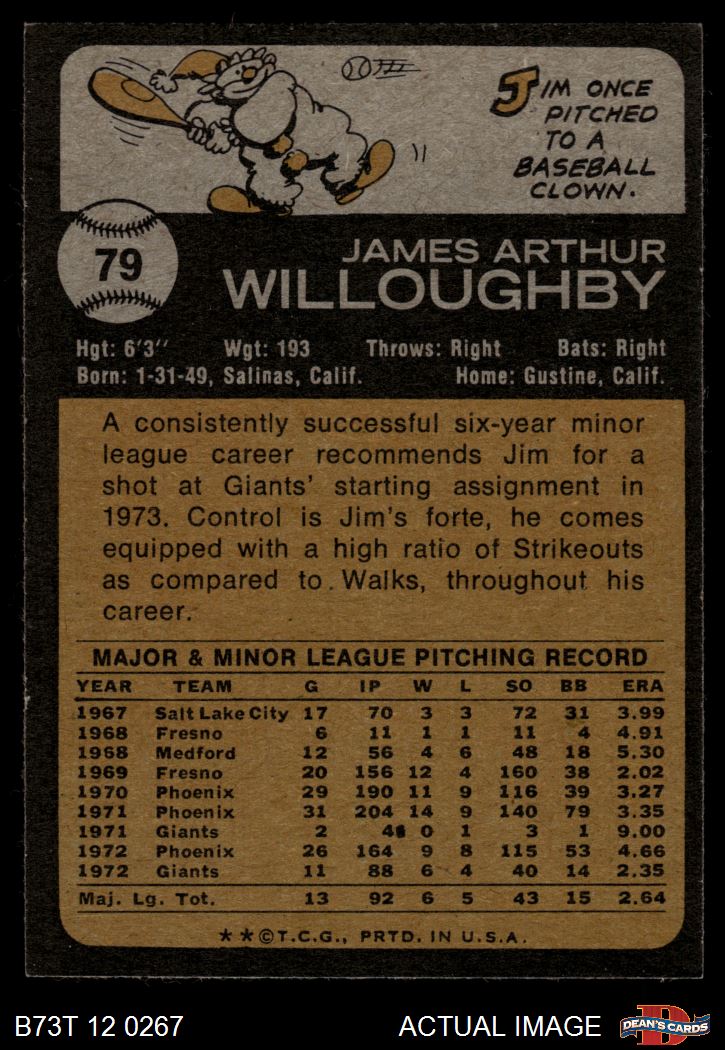 JIM ONCE
PITCHED
TO A
BASEBALL
CLOWN.
79
JAMES ARTHUR
WILLOUGHBY
Hgt: 6'3" Wgt: 193 Throws: Right Bats: Right
Born: 1-31-49, Salinas, Calif. Home: Gustine, Calif.
A consistently successful six-year minor
league career recommends Jim for a
shot at Giants' starting assignment in
1973. Control is Jim's forte, he comes
equipped with a high ratio of Strikeouts
as compared to Walks, throughout his
career.
MAJOR & MINOR LEAGUE PITCHING RECORD
YEAR TEAM G IP W L SO BB ERA
1967 Salt Lake City 17 70 3 3 72 31 3.99
1968 Fresno 6 11 1 1 11 4 4.91
1968 Medford 12 56 4 6 48 18 5.30
1969 Fresno 20 156 12 4 160 38 2.02
1970 Phoenix 29 190 11 9 116 39 3.27
1971 Phoenix 31 204 14 9 140 79 3.35
1971 Giants 2 4 0 1 3 1 9.00
1972 Phoenix 26 164 9 8 115 53 4.66
1972 Giants 11 88 6 4 40 14 2.35
Maj. Lg. Tot. 13 92 6 5 43 15 2.64
**©T.C.G., PRTD. IN U.S.A.
B73T 12 0267 ACTUAL IMAGE DEAN'S CARDS